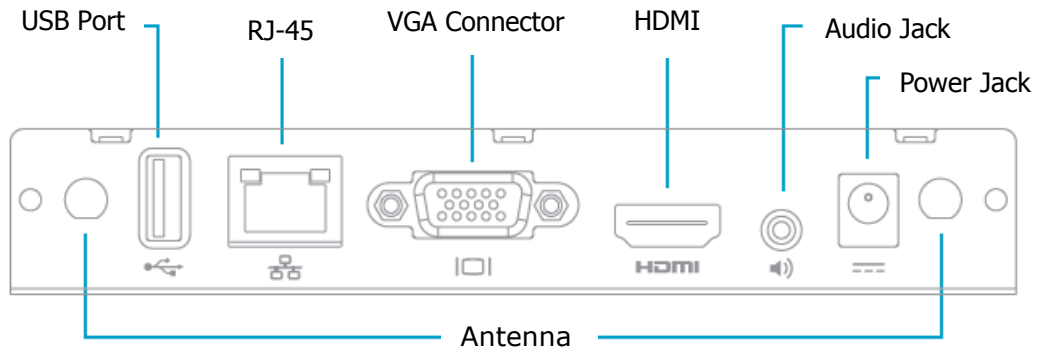 USB Port
RJ-45
VGA Connector
HDMI
Audio Jack
Power Jack
HDMI
Antenna